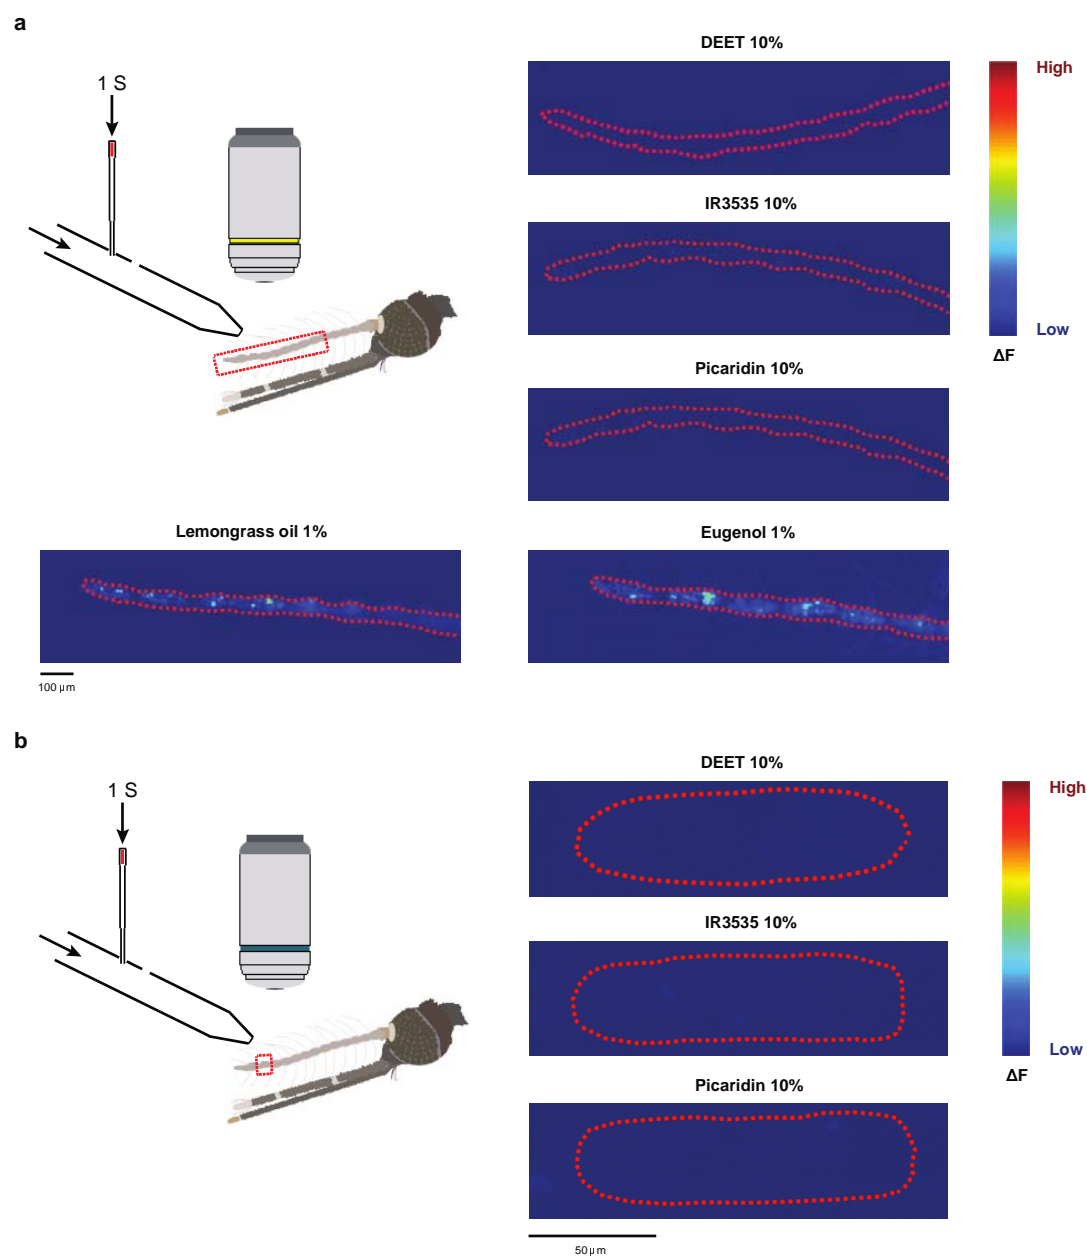 a
1 S
DEET 10%
High
IR3535 10%
Low
ΔF
Picaridin 10%
Lemongrass oil 1%
Eugenol 1%
100 µm
b
1 S
DEET 10%
High
IR3535 10%
Low
ΔF
Picaridin 10%
50 µm